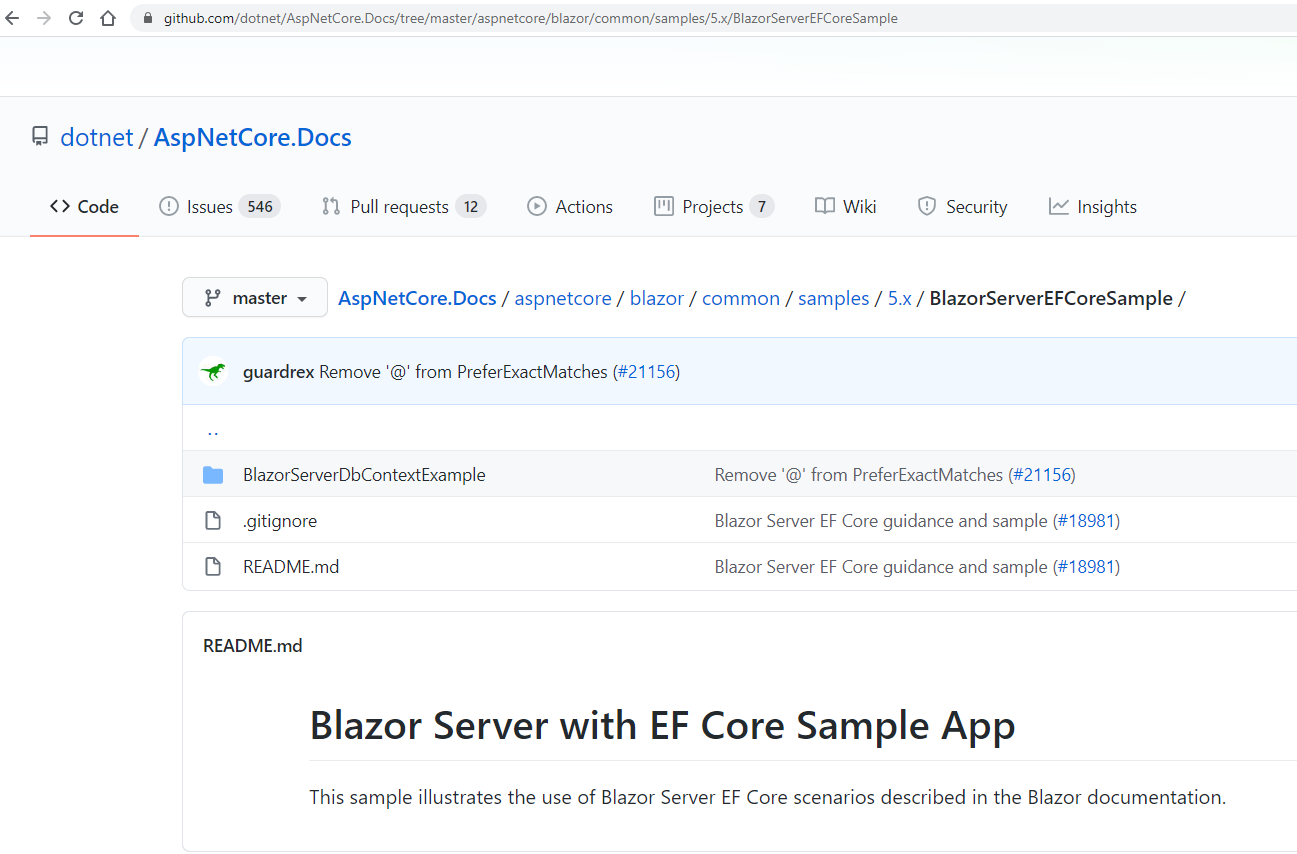 github.com/dotnet/AspNetCore.Docs/tree/master/aspnetcore/blazor/common/samples/5.x/BlazorServerEFCoreSample
dotnet / AspNetCore.Docs
Code Issues 546 Pull requests 12 Actions Projects 7 Wiki Security Insights
master AspNetCore.Docs / aspnetcore / blazor / common / samples / 5.x / BlazorServerEFCoreSample /
guardrex Remove '@' from PreferExactMatches (#21156)
..
BlazorServerDbContextExample Remove '@' from PreferExactMatches (#21156)
.gitignore Blazor Server EF Core guidance and sample (#18981)
README.md Blazor Server EF Core guidance and sample (#18981)
README.md
Blazor Server with EF Core Sample App
This sample illustrates the use of Blazor Server EF Core scenarios described in the Blazor documentation.